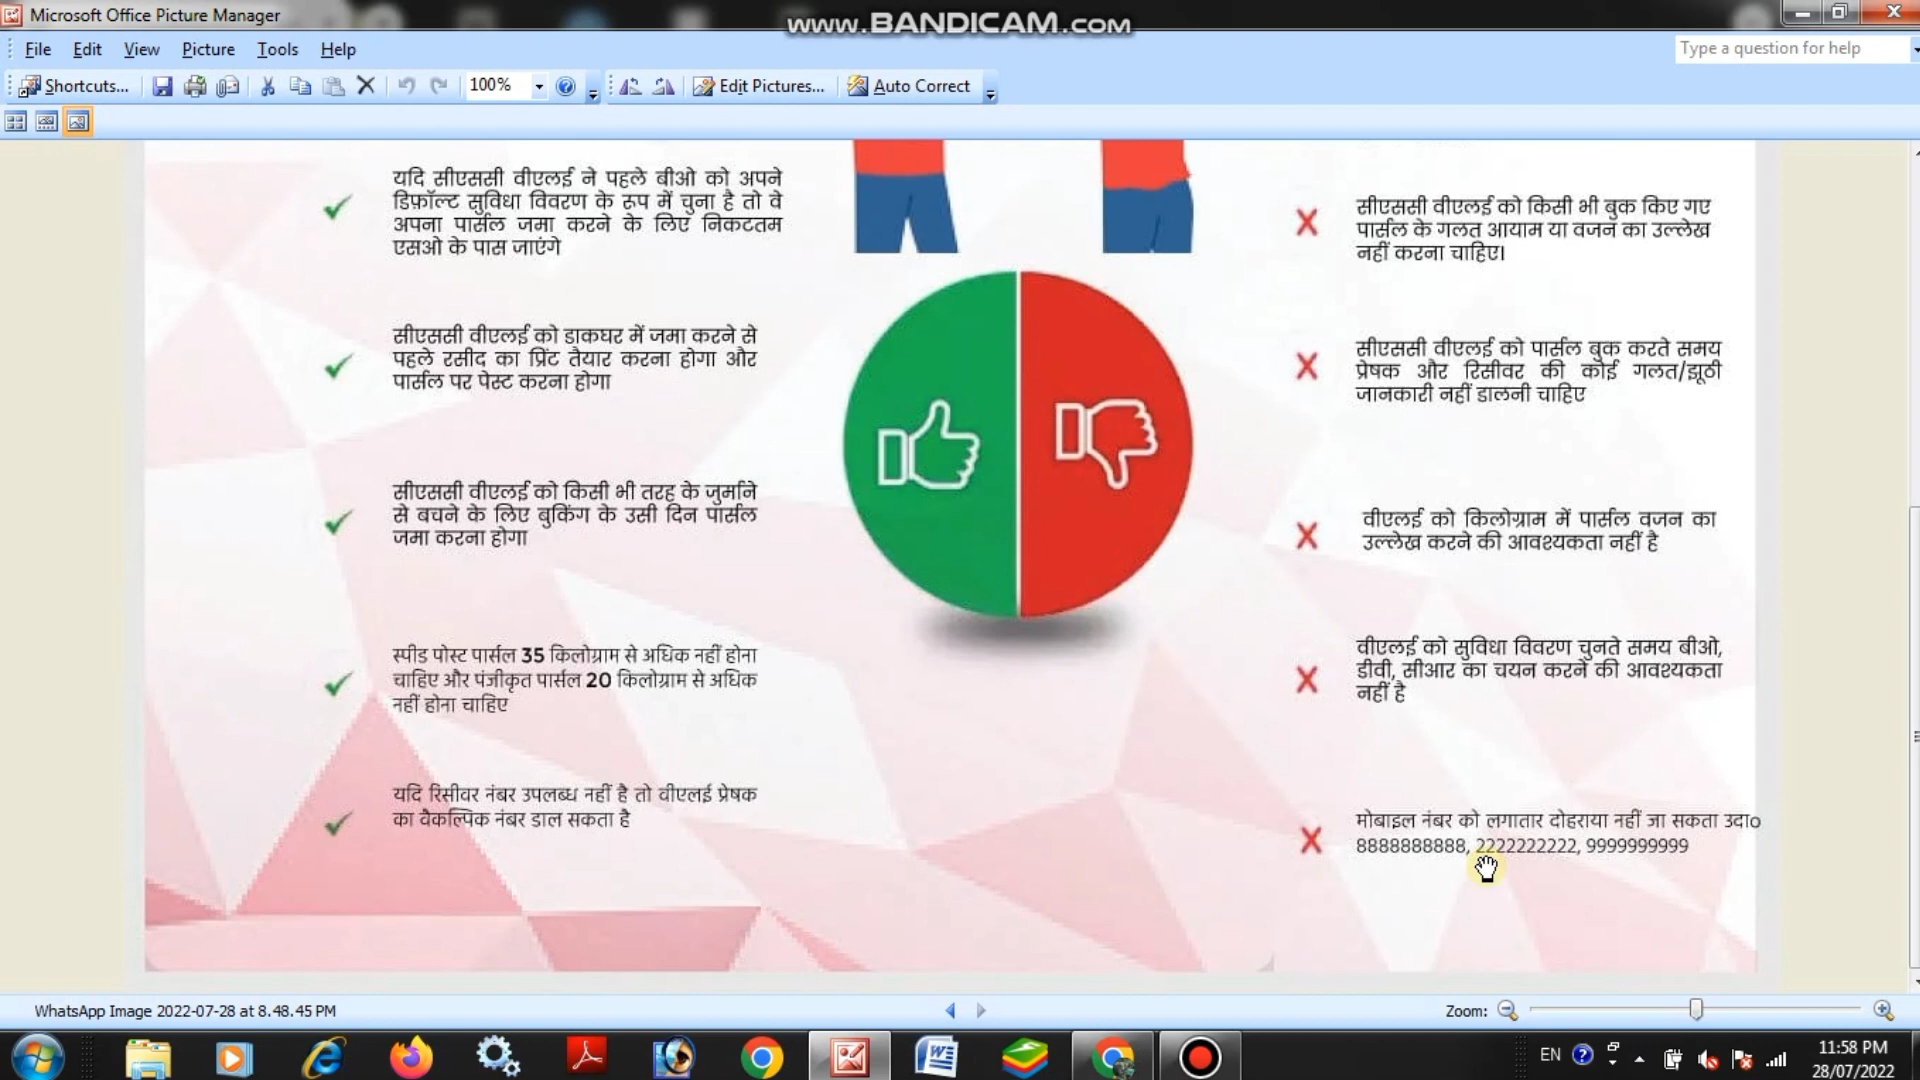 Microsoft Office Picture Manager
www.BANDICAM.com
File Edit View Picture Tools Help
Type a question for help
Shortcuts... 100% Edit Pictures... Auto Correct
यदि सीएससी वीएलई ने पहले बीओ को अपने
डिफ़ॉल्ट सुविधा विवरण के रूप में चुना है तो वे
अपना पार्सल जमा करने के लिए निकटतम
एसओ के पास जाएंगे
सीएससी वीएलई को डाकघर में जमा करने से
पहले रसीद का प्रिंट तैयार करना होगा और
पार्सल पर पेस्ट करना होगा
सीएससी वीएलई को किसी भी तरह के जुर्माने
से बचने के लिए बुकिंग के उसी दिन पार्सल
जमा करना होगा
स्पीड पोस्ट पार्सल 35 किलोग्राम से अधिक नहीं होना
चाहिए और पंजीकृत पार्सल 20 किलोग्राम से अधिक
नहीं होना चाहिए
यदि रिसीवर नंबर उपलब्ध नहीं है तो वीएलई प्रेषक
का वैकल्पिक नंबर डाल सकता है
सीएससी वीएलई को किसी भी बुक किए गए
पार्सल के गलत आयाम या वजन का उल्लेख
नहीं करना चाहिए।
सीएससी वीएलई को पार्सल बुक करते समय
प्रेषक और रिसीवर की कोई गलत/झूठी
जानकारी नहीं डालनी चाहिए
वीएलई को किलोग्राम में पार्सल वजन का
उल्लेख करने की आवश्यकता नहीं है
वीएलई को सुविधा विवरण चुनते समय बीओ,
डीवी, सीआर का चयन करने की आवश्यकता
नहीं है
मोबाइल नंबर को लगातार दोहराया नहीं जा सकता उदा०
8888888888, 2222222222, 9999999999
WhatsApp Image 2022-07-28 at 8.48.45 PM
Zoom:
EN
11:58 PM
28/07/2022